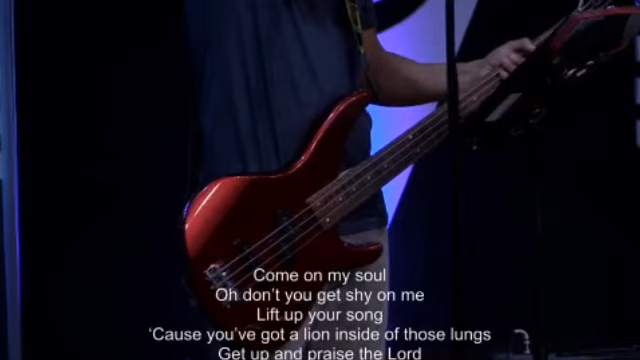 Come on my soul
Oh don't you get shy on me
Lift up your song
‘Cause you've got a lion inside of those lungs
Get up and praise the Lord